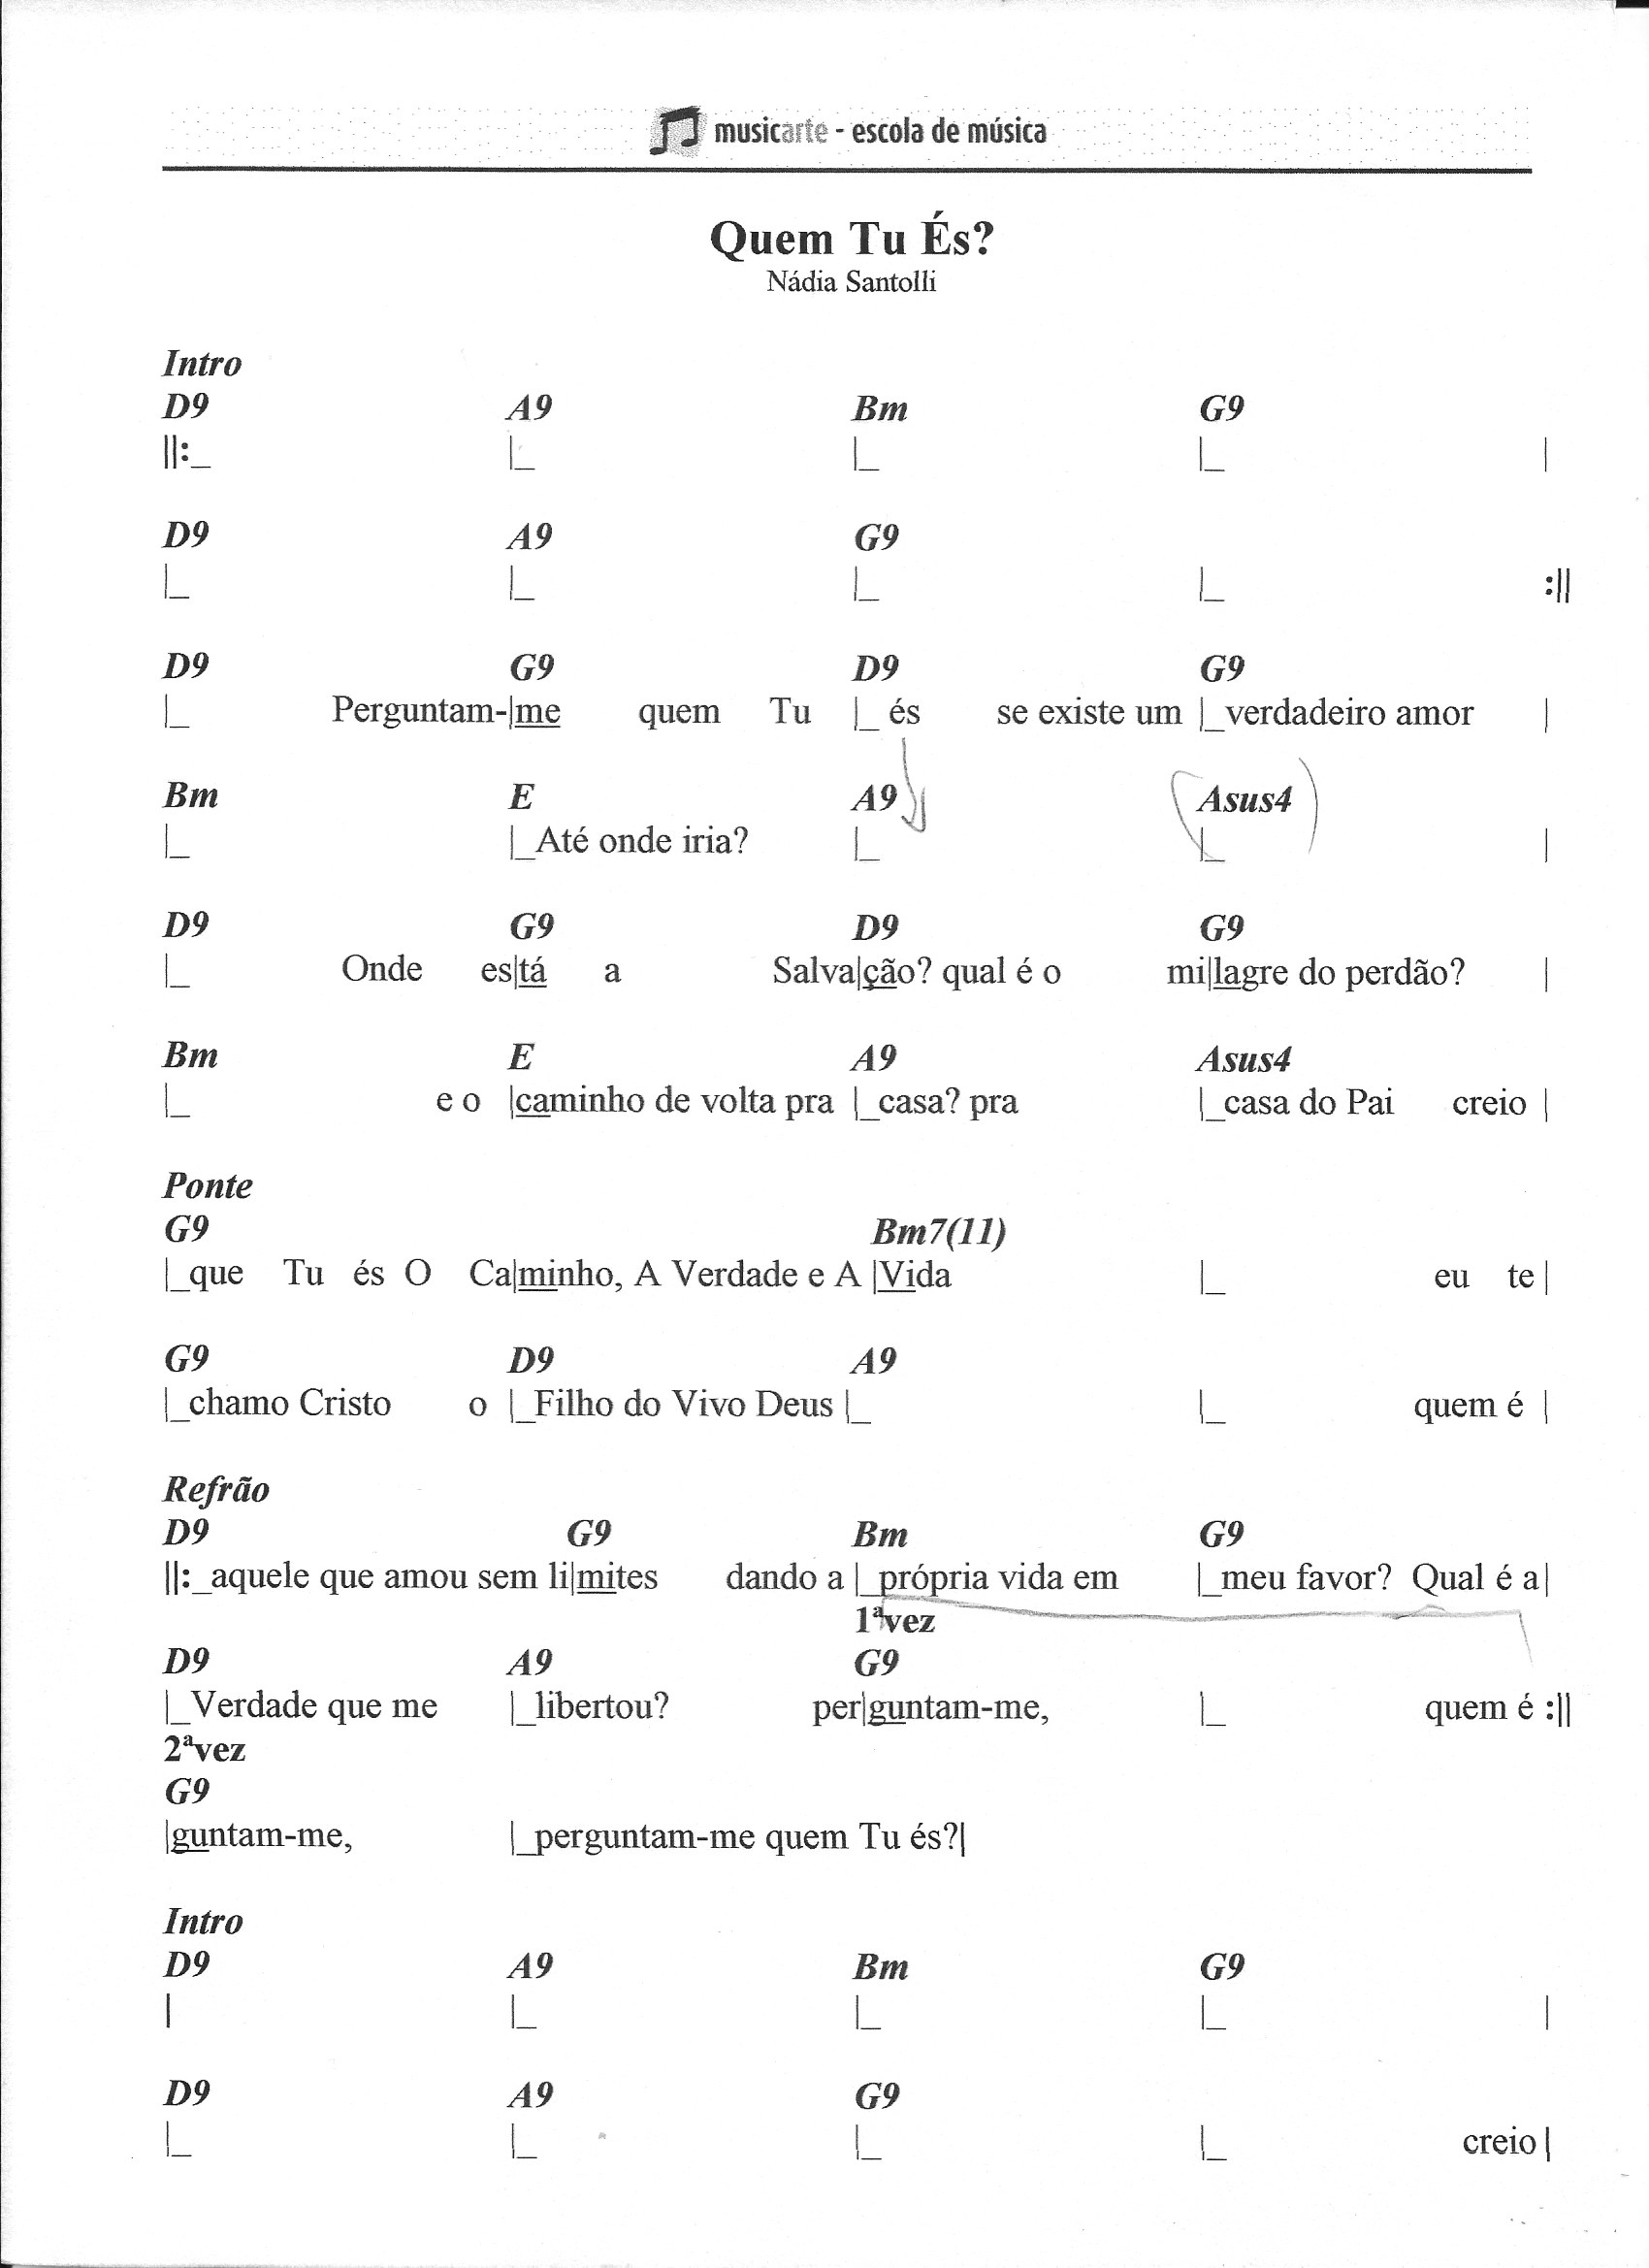 musicarte - escola de música
Quem Tu És?
Nádia Santolli
Intro
D9 A9 Bm G9
||:_ |_ |_ |_ |
D9 A9 G9
|_ |_ |_ |_ :||
D9 G9 D9 G9
|_ Perguntam-|me quem Tu |_ és se existe um |_verdadeiro amor |
Bm E A9 Asus4
|_ |_Até onde iria? |_ |_ |
D9 G9 D9 G9
|_ Onde es|tá a Salva|ção? qual é o mi|lagre do perdão? |
Bm E A9 Asus4
|_ e o |caminho de volta pra |_casa? pra |_casa do Pai creio |
Ponte
G9 Bm7(11)
|_que Tu és O Ca|minho, A Verdade e A |Vida |_ eu te |
G9 D9 A9
|_chamo Cristo o |_Filho do Vivo Deus |_ |_ quem é |
Refrão
D9 G9 Bm G9
||:_aquele que amou sem li|mites dando a |_própria vida em |_meu favor? Qual é a|
1ªvez
D9 A9 G9
|_Verdade que me |_libertou? per|guntam-me, |_ quem é :||
2ªvez
G9
|guntam-me, |_perguntam-me quem Tu és?|
Intro
D9 A9 Bm G9
| |_ |_ |_ |
D9 A9 G9
|_ |_ |_ |_ creio |